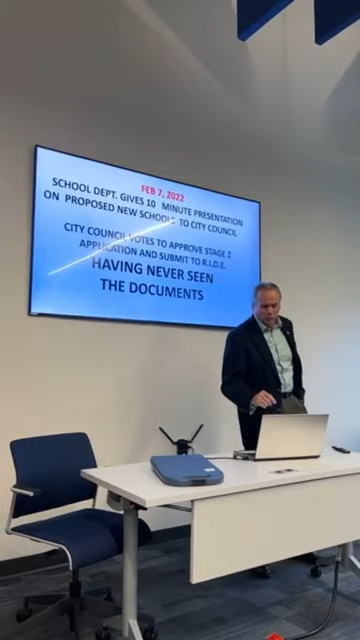 FEB 7, 2022
SCHOOL DEPT. GIVES 10 MINUTE PRESENTATION
ON PROPOSED NEW SCHOOLS TO CITY COUNCIL
CITY COUNCIL VOTES TO APPROVE STAGE 2
APPLICATION AND SUBMIT TO R.I.D.E.
HAVING NEVER SEEN
THE DOCUMENTS